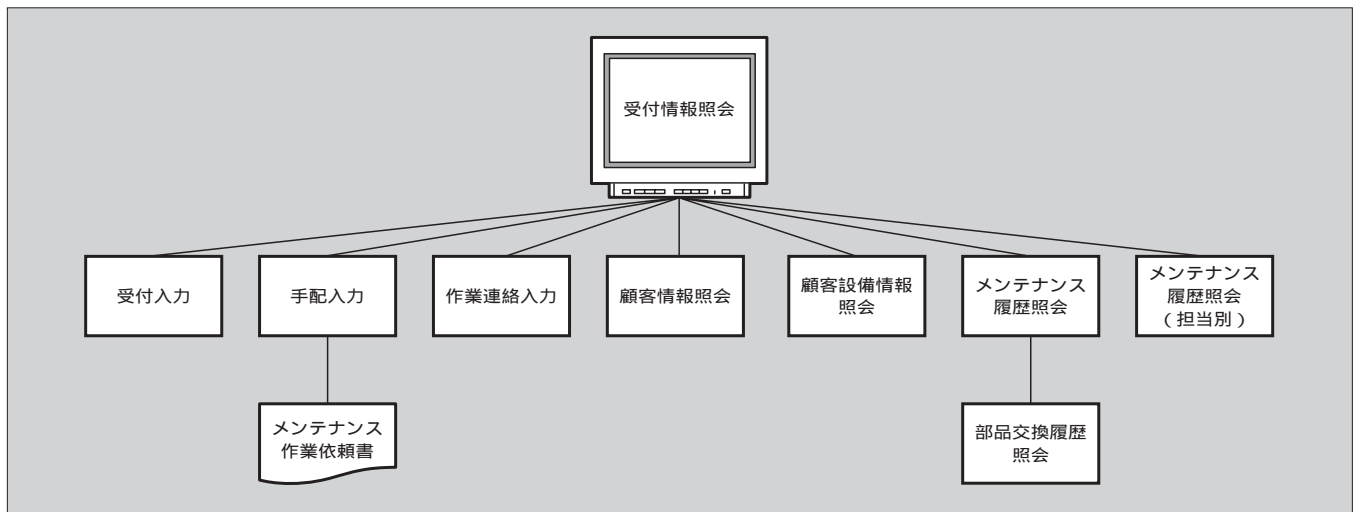 受付情報照会
受付入力
手配入力
作業連絡入力
顧客情報照会
顧客設備情報
照会
メンテナンス
履歴照会
メンテナンス
履歴照会
(担当別)
メンテナンス
作業依頼書
部品交換履歴
照会